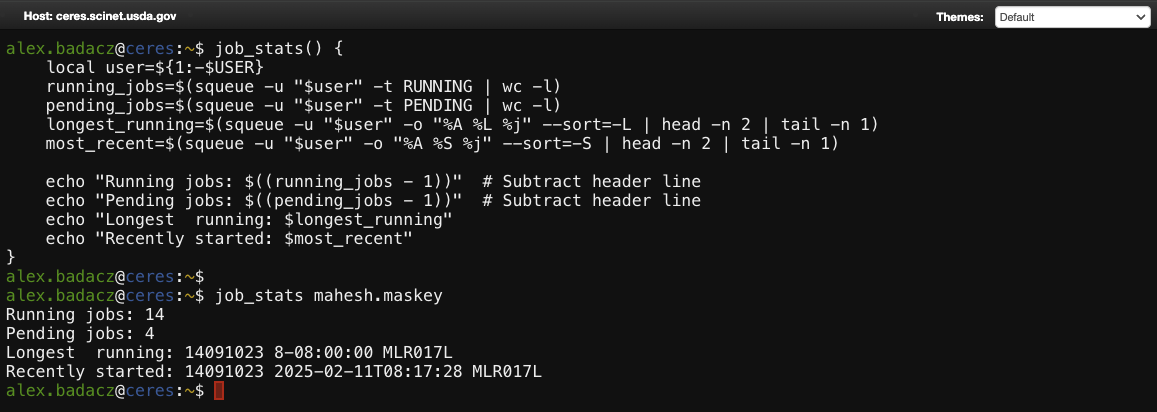 Host: ceres.scinet.usda.gov Themes: Default
alex.badacz@ceres:~$ job_stats() {
    local user=${1:-$USER}
    running_jobs=$(squeue -u "$user" -t RUNNING | wc -l)
    pending_jobs=$(squeue -u "$user" -t PENDING | wc -l)
    longest_running=$(squeue -u "$user" -o "%A %L %j" --sort=-L | head -n 2 | tail -n 1)
    most_recent=$(squeue -u "$user" -o "%A %S %j" --sort=-S | head -n 2 | tail -n 1)

    echo "Running jobs: $((running_jobs - 1))"  # Subtract header line
    echo "Pending jobs: $((pending_jobs - 1))"  # Subtract header line
    echo "Longest  running: $longest_running"
    echo "Recently started: $most_recent"
}
alex.badacz@ceres:~$
alex.badacz@ceres:~$ job_stats mahesh.maskey
Running jobs: 14
Pending jobs: 4
Longest  running: 14091023 8-08:00:00 MLR017L
Recently started: 14091023 2025-02-11T08:17:28 MLR017L
alex.badacz@ceres:~$